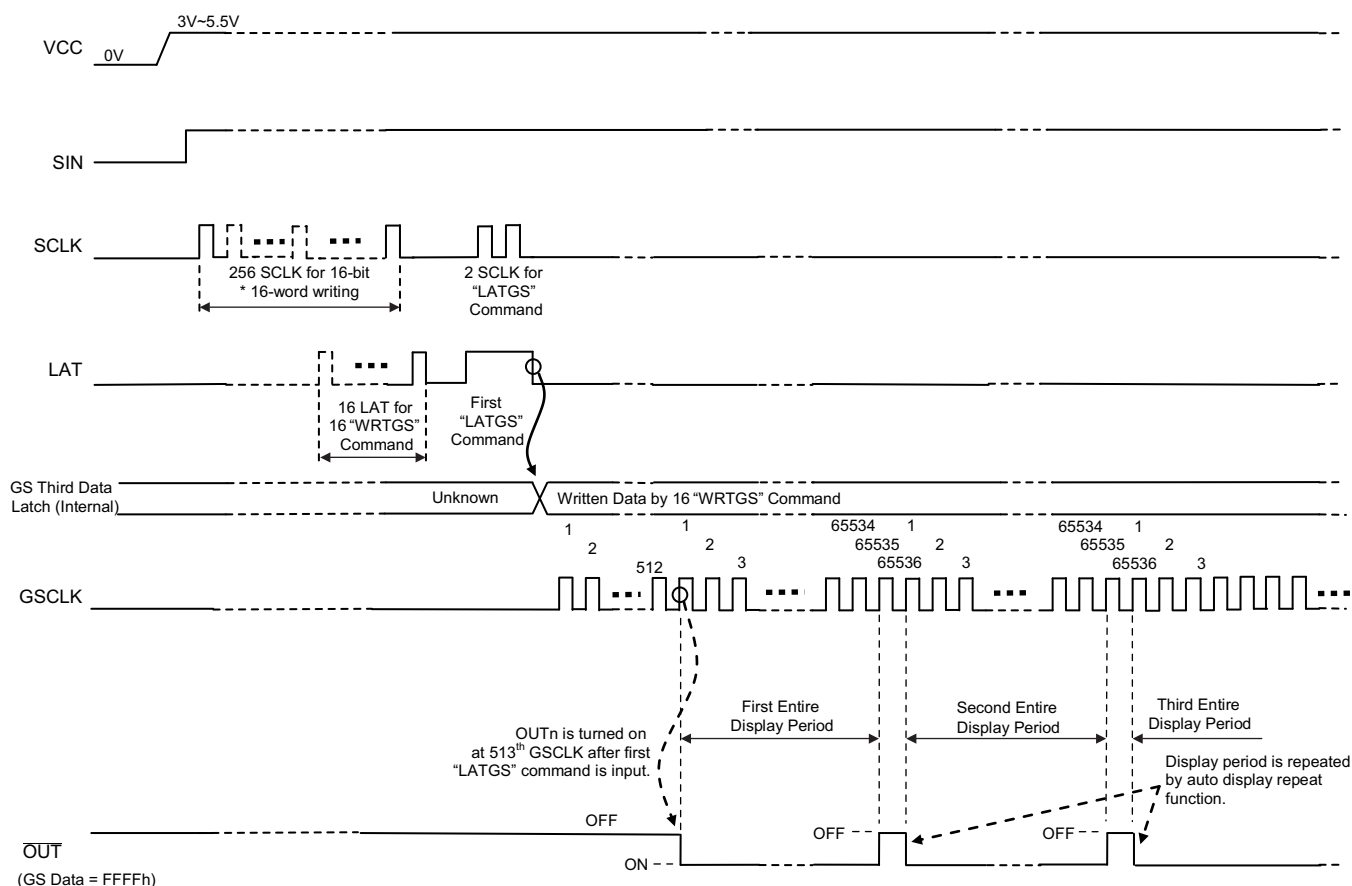 3V~5.5V
VCC
0V
SIN
SCLK
256 SCLK for 16-bit
* 16-word writing
2 SCLK for
“LATGS”
Command
LAT
16 LAT for
16 “WRTGS”
Command
First
“LATGS”
Command
GS Third Data
Latch (Internal)
Unknown
Written Data by 16 “WRTGS” Command
1
2
512
1
2
3
65534
65535
65536
1
2
3
65534
65535
65536
1
2
3
GSCLK
First Entire
Display Period
Second Entire
Display Period
Third Entire
Display Period
OUTn is turned on
at 513th GSCLK after first
“LATGS” command is input.
Display period is repeated
by auto display repeat
function.
OFF
OFF
OFF
ON
OUT
(GS Data = FFFFh)